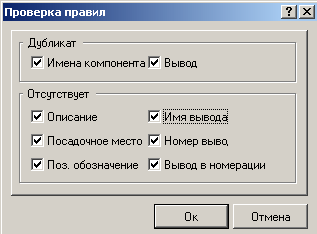 Проверка правил
Дубликат
Имена компонента Вывод
Отсутствует
Описание Имя вывода
Посадочное место Номер выво
Поз. обозначение Вывод в номерации
Ок Отмена